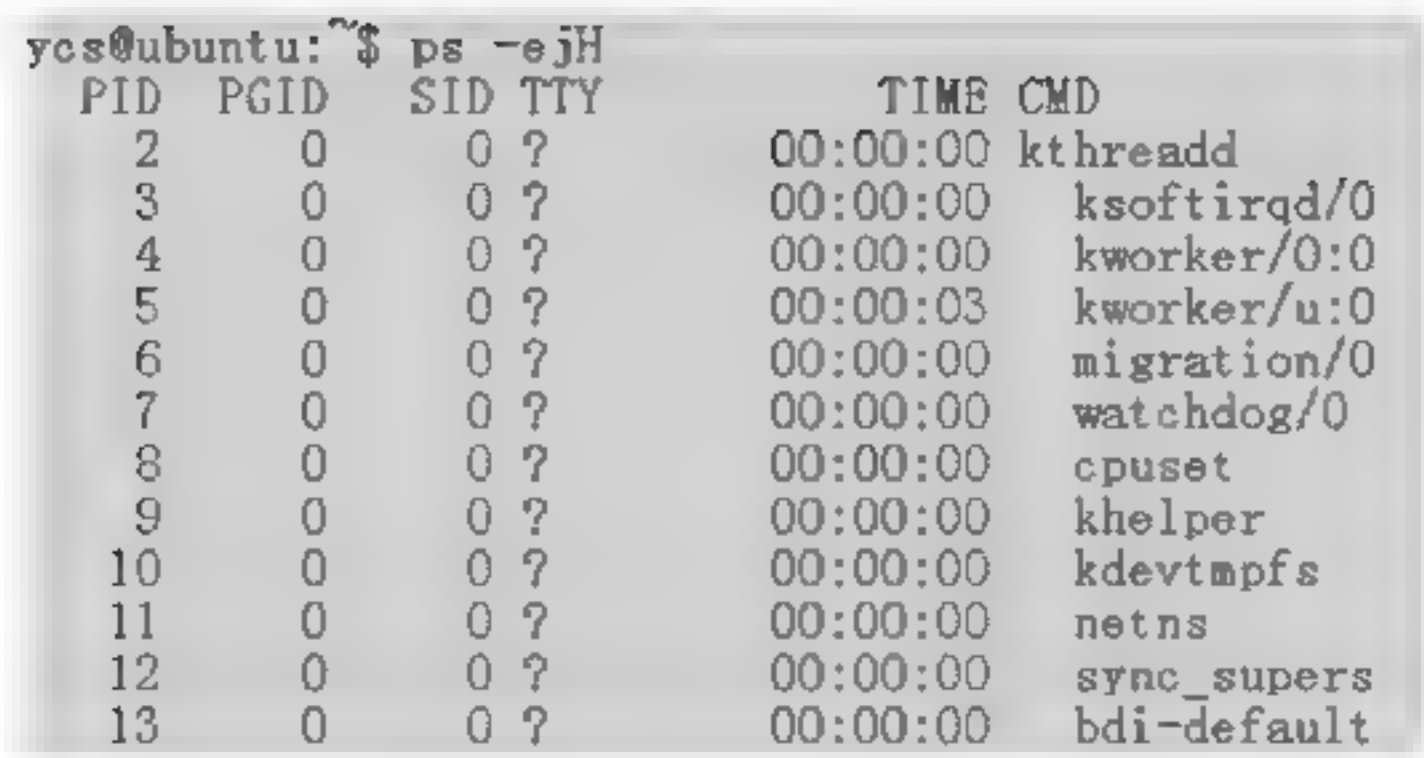 ycs@ubuntu:~$ ps -ejH
PID PGID SID TTY TIME CMD
2 0 0 ? 00:00:00 kthreadd
3 0 0 ? 00:00:00 ksoftirqd/0
4 0 0 ? 00:00:00 kworker/0:0
5 0 0 ? 00:00:03 kworker/u:0
6 0 0 ? 00:00:00 migration/0
7 0 0 ? 00:00:00 watchdog/0
8 0 0 ? 00:00:00 cpuset
9 0 0 ? 00:00:00 khelper
10 0 0 ? 00:00:00 kdevtmpfs
11 0 0 ? 00:00:00 netns
12 0 0 ? 00:00:00 sync_supers
13 0 0 ? 00:00:00 bdi-default